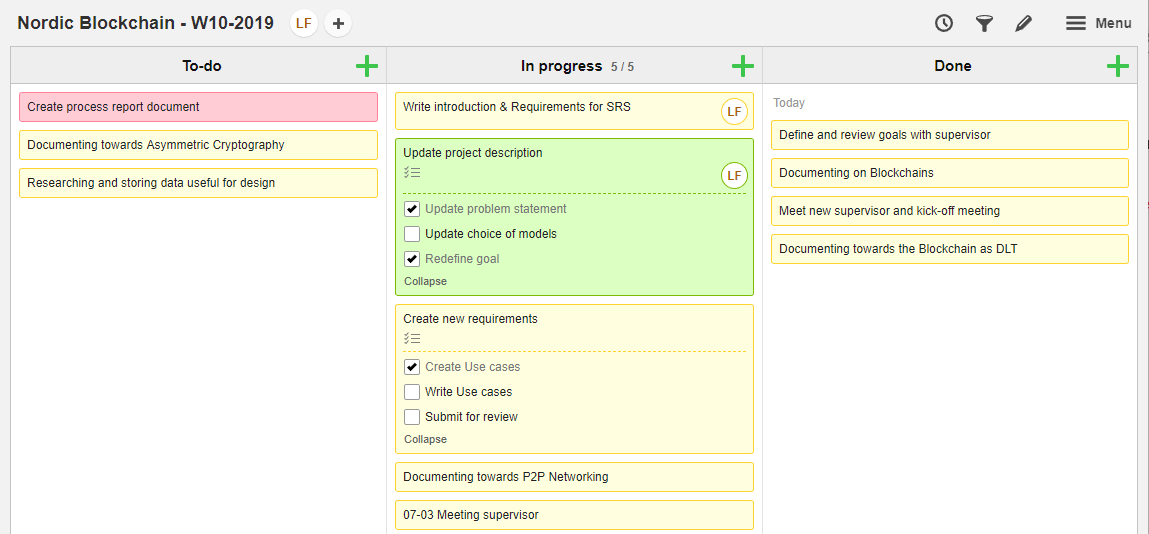 Nordic Blockchain - W10-2019 LF
Menu
To-do
Create process report document
Documenting towards Asymmetric Cryptography
Researching and storing data useful for design
In progress 5 / 5
Write introduction & Requirements for SRS
LF
Update project description
LF
Update problem statement
Update choice of models
Redefine goal
Collapse
Create new requirements
Create Use cases
Write Use cases
Submit for review
Collapse
Documenting towards P2P Networking
07-03 Meeting supervisor
Done
Today
Define and review goals with supervisor
Documenting on Blockchains
Meet new supervisor and kick-off meeting
Documenting towards the Blockchain as DLT